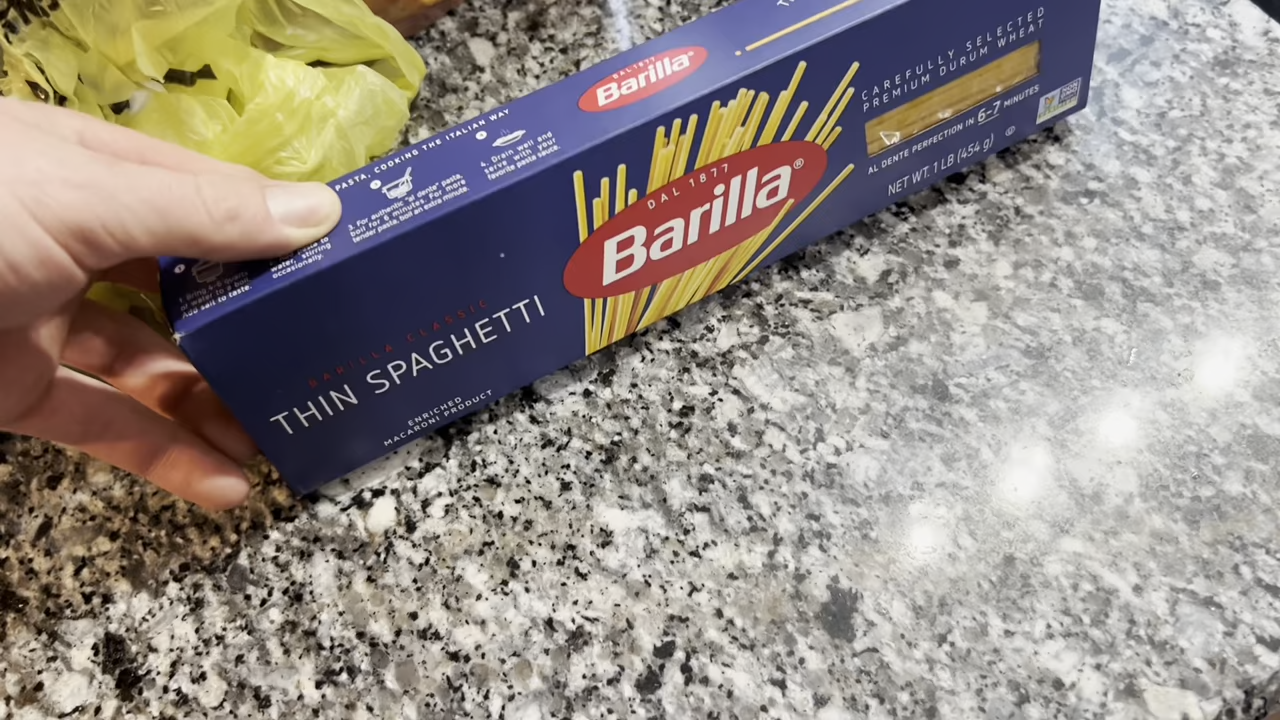 PASTA, COOKING THE ITALIAN WAY
1
Add salt to taste.
water, stirring
occasionally.
3. For authentic "al dente" pasta,
boil for 6 minutes. For more
tender pasta, boil an extra minute.
4. Drain well and
serve with your
favorite pasta sauce.
DAL 1877
Barilla®
BARILLA CLASSIC
THIN SPAGHETTI
ENRICHED
MACARONI PRODUCT
DAL 1877
Barilla®
CAREFULLY SELECTED
PREMIUM DURUM WHEAT
AL DENTE PERFECTION IN 6-7 MINUTES
NET WT. 1 LB (454 g)